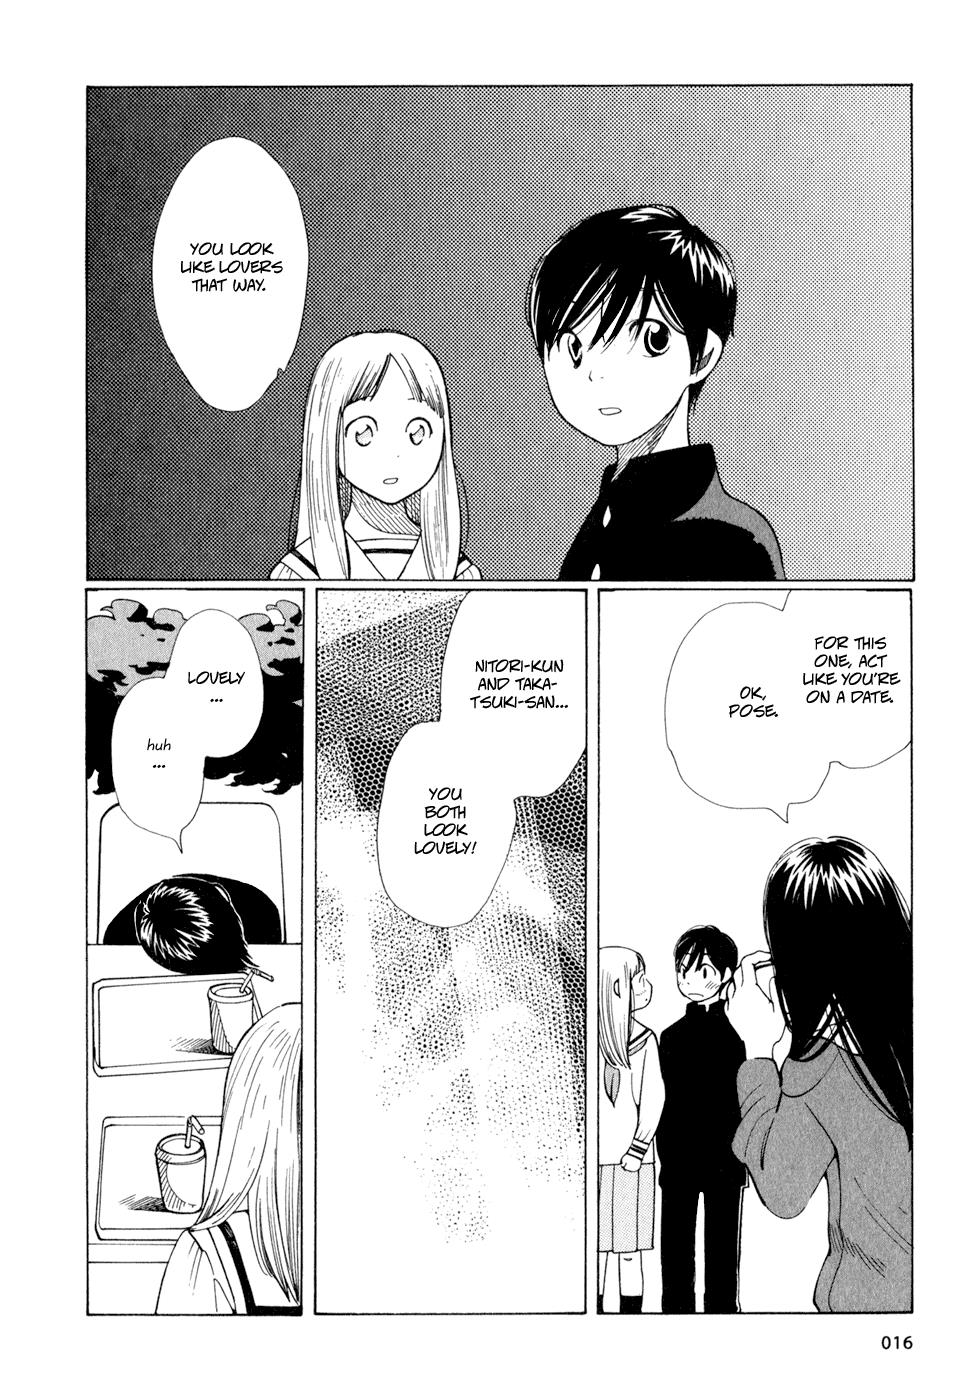 YOU LOOK
LIKE LOVERS
THAT WAY.
FOR THIS
ONE, ACT
LIKE YOU'RE
ON A DATE.
OK,
POSE.
NITORI-KUN
AND TAKA-
TSUKI-SAN...
YOU
BOTH
LOOK
LOVELY!
LOVELY
...
huh
...
016